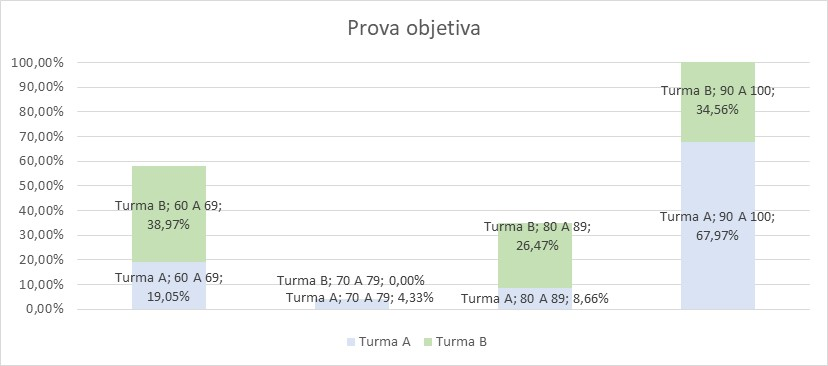 Prova objetiva
100,00%
90,00%
80,00%
70,00%
60,00%
50,00%
40,00%
30,00%
20,00%
10,00%
0,00%
Turma B; 60 A 69;
38,97%
Turma A; 60 A 69;
19,05%
Turma B; 70 A 79; 0,00%
Turma A; 70 A 79; 4,33%
Turma B; 80 A 89;
26,47%
Turma A; 80 A 89; 8,66%
Turma B; 90 A 100;
34,56%
Turma A; 90 A 100;
67,97%
Turma A
Turma B